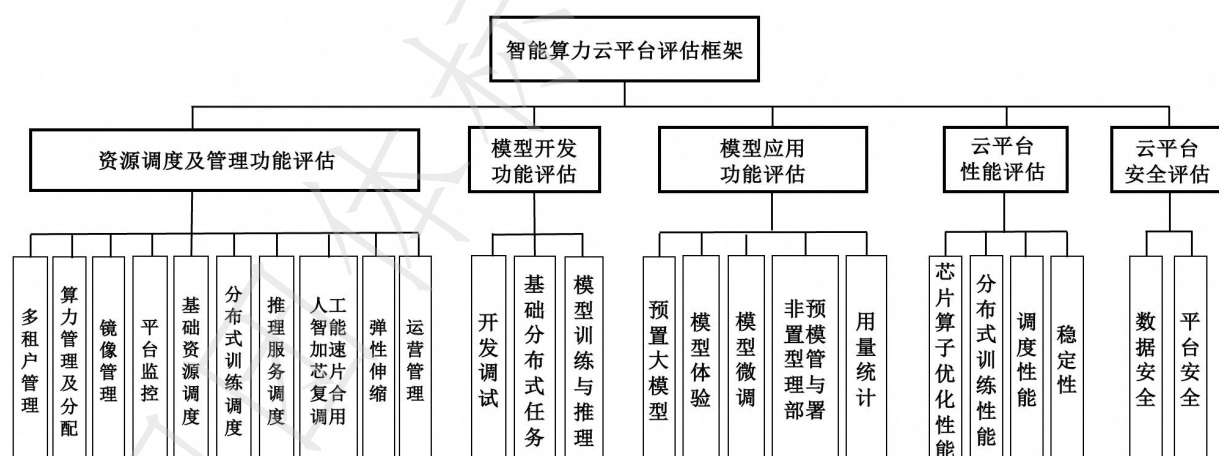 智能算力云平台评估框架
资源调度及管理功能评估
模型开发
功能评估
模型应用
功能评估
云平台
性能评估
云平台
安全评估
多租户管理
算力管理及分配
镜像管理
平台监控
基础资源调度
分布式训练调度
推理服务调度
人工
智能
加速
芯片
复合
调用
弹性伸缩
运营管理
开发调试
基础分布式任务
模型训练与推理
预置大模型
模型体验
模型微调
非预
置模
型管
理与
部署
用量统计
芯片算子优化性能
分布式训练性能
调度性能
稳定性
数据安全
平台安全